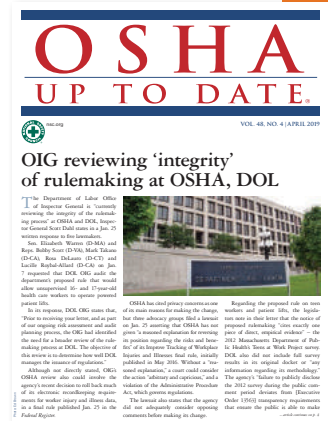 OSHA
UP TO DATE
®
nsc.org
VOL. 48, NO. 4 | APRIL 2019
OIG reviewing ‘integrity’
of rulemaking at OSHA, DOL
The Department of Labor Office
of Inspector General is “currently
reviewing the integrity of the rulemak-
ing process” at OSHA and DOL, Inspec-
tor General Scott Dahl states in a Jan. 25
written response to five lawmakers.
Sen. Elizabeth Warren (D-MA) and
Reps. Bobby Scott (D-VA), Mark Takano
(D-CA), Rosa DeLauro (D-CT) and
Lucille Roybal-Allard (D-CA) on Jan.
7 requested that DOL OIG audit the
department’s proposed rule that would
allow unsupervised 16- and 17-year-old
health care workers to operate powered
patient lifts.
In its response, DOL OIG states that,
“Prior to receiving your letter, and as part
of our ongoing risk assessment and audit
planning process, the OIG had identified
the need for a broader review of the rule-
making process at DOL. The objective of
this review is to determine how well DOL
manages the issuance of regulations.”
Although not directly stated, OIG’s
OSHA review also could involve the
agency’s recent decision to roll back much
of its electronic recordkeeping require-
ments for worker injury and illness data,
in a final rule published Jan. 25 in the
Federal Register.
OSHA has cited privacy concerns as one
of its main reasons for making the change,
but three advocacy groups filed a lawsuit
on Jan. 25 asserting that OSHA has not
given “a reasoned explanation for reversing
its position regarding the risks and bene-
fits” of its Improve Tracking of Workplace
Injuries and Illnesses final rule, initially
published in May 2016. Without a “rea-
soned explanation,” a court could consider
the action “arbitrary and capricious,” and a
violation of the Administrative Procedure
Act, which governs regulations.
The lawsuit also states that the agency
did not adequately consider opposing
comments before making its change.
Regarding the proposed rule on teen
workers and patient lifts, the legisla-
tors note in their letter that the notice of
proposed rulemaking “cites exactly one
piece of direct, empirical evidence” – the
2012 Massachusetts Department of Pub-
lic Health’s Teens at Work Project survey.
DOL also did not include full survey
results in its original docket or “any
information regarding its methodology.”
The agency’s “failure to publicly disclose
the 2012 survey during the public com-
ment period deviates from [Executive
Order 13563] transparency requirements
that ensure the public is able to make
– article continues on p. 4